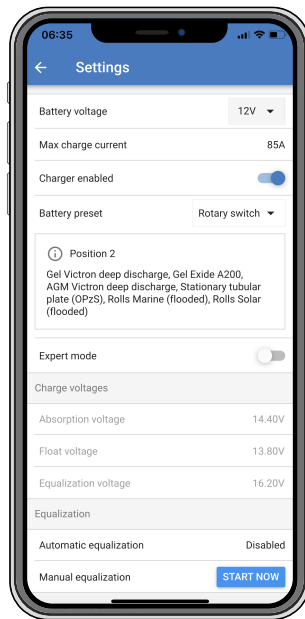 06:35
Settings
Battery voltage 12V
Max charge current 85A
Charger enabled
Battery preset Rotary switch
Position 2
Gel Victron deep discharge, Gel Exide A200,
AGM Victron deep discharge, Stationary tubular
plate (OPzS), Rolls Marine (flooded), Rolls Solar
(flooded)
Expert mode
Charge voltages
Absorption voltage 14.40V
Float voltage 13.80V
Equalization voltage 16.20V
Equalization
Automatic equalization Disabled
Manual equalization START NOW